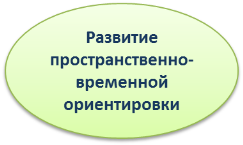 Развитие
пространственно-
временной
ориентировки